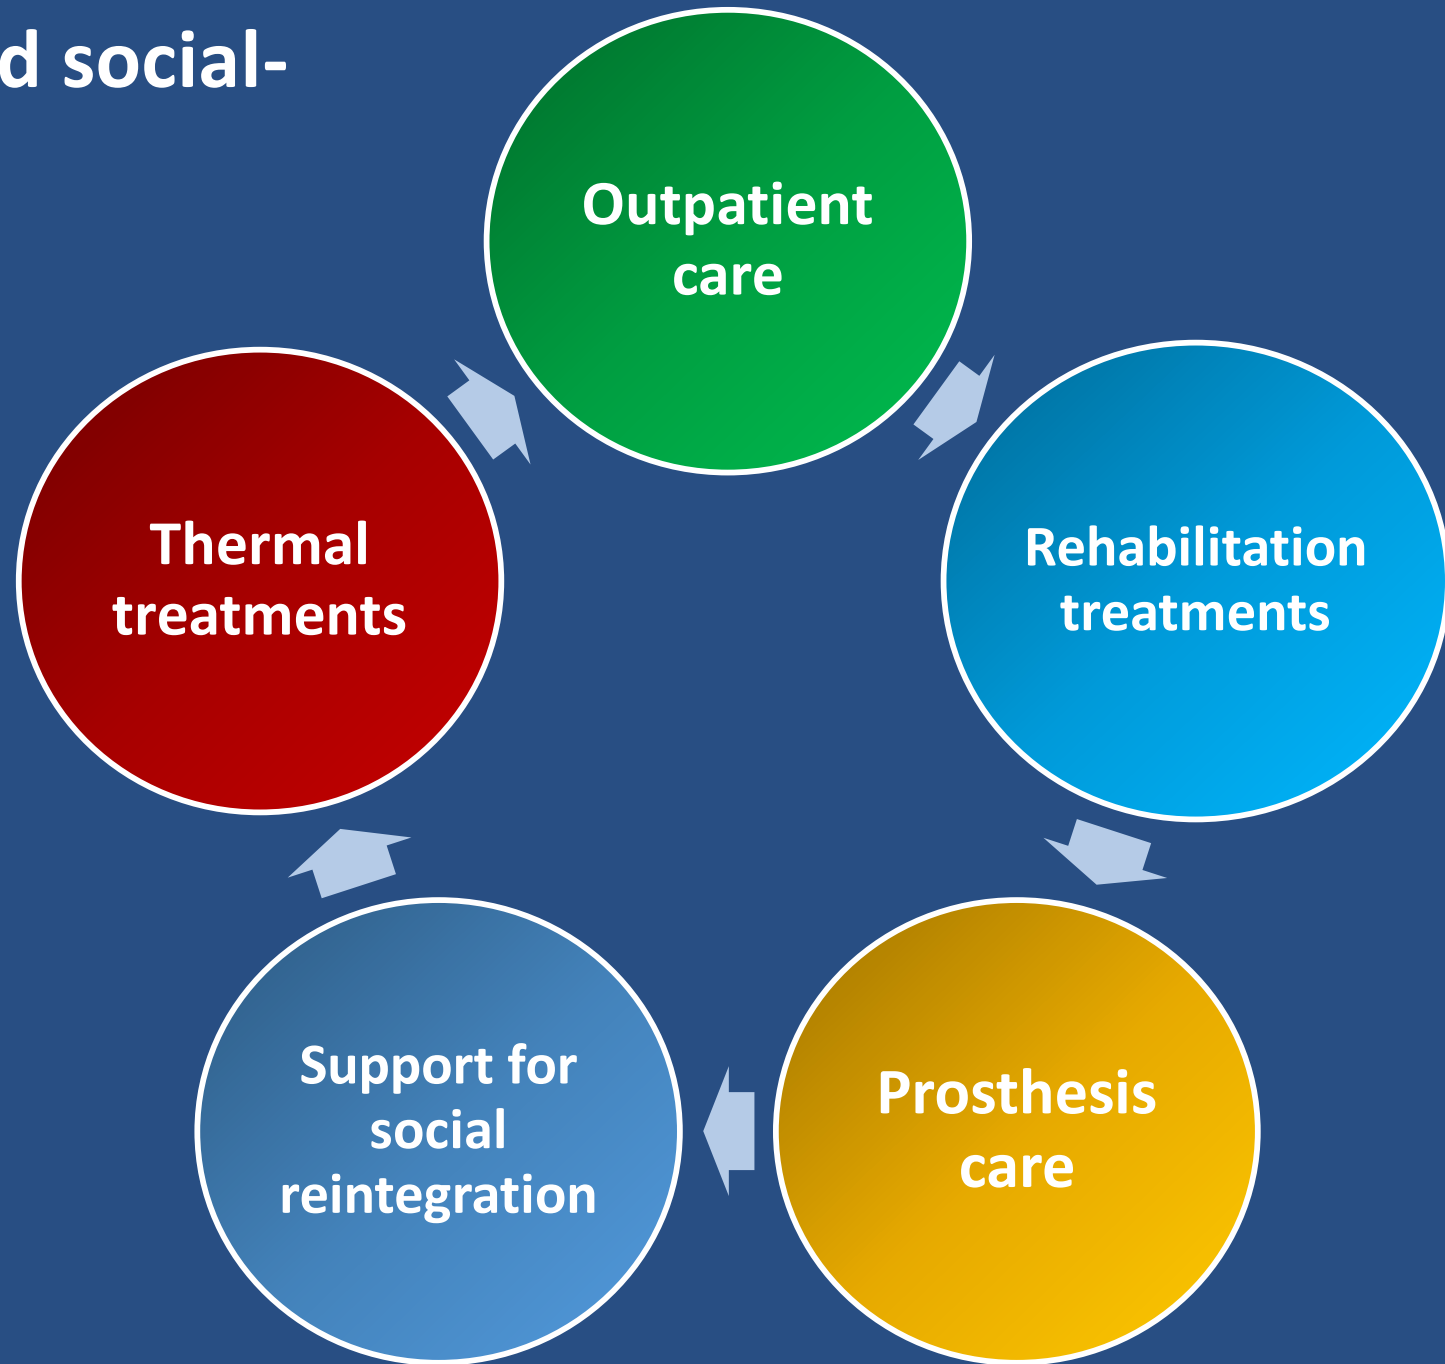 d social-
Outpatient
care
Thermal
treatments
Rehabilitation
treatments
Support for
social
reintegration
Prosthesis
care